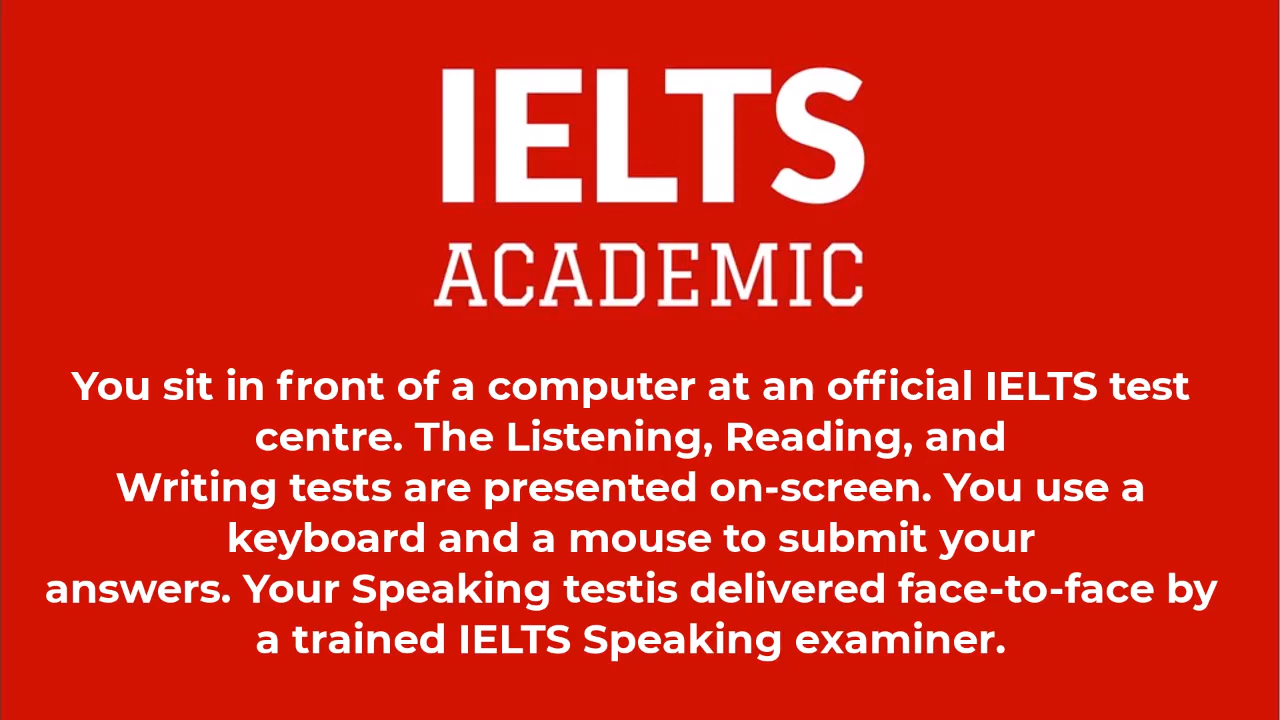 IELTS
ACADEMIC
You sit in front of a computer at an official IELTS test
centre. The Listening, Reading, and
Writing tests are presented on-screen. You use a
keyboard and a mouse to submit your
answers. Your Speaking testis delivered face-to-face by
a trained IELTS Speaking examiner.